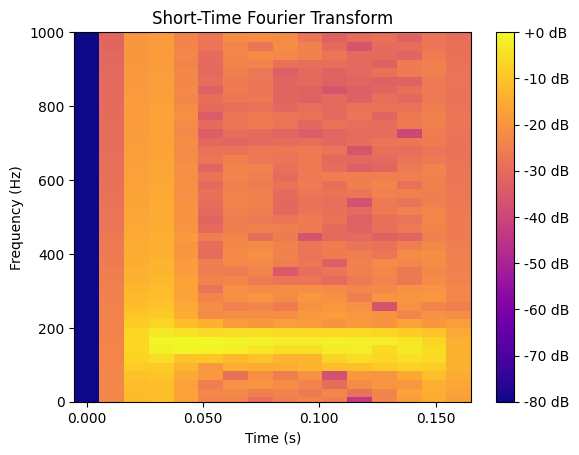 Short-Time Fourier Transform
1000
800
600
400
200
0
Frequency (Hz)
0.000
0.050
0.100
0.150
Time (s)
+0 dB
-10 dB
-20 dB
-30 dB
-40 dB
-50 dB
-60 dB
-70 dB
-80 dB